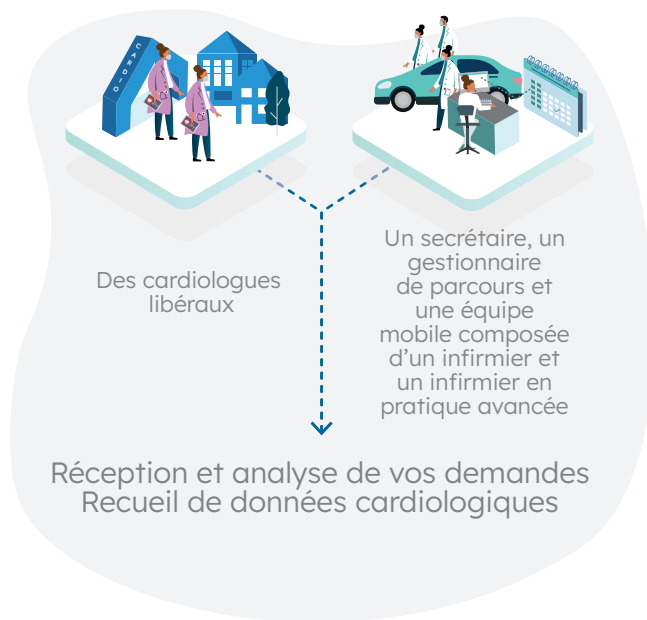 CARDIO
Des cardiologues
libéraux
Un secrétaire, un
gestionnaire
de parcours et
une équipe
mobile composée
d’un infirmier et
un infirmier en
pratique avancée
Réception et analyse de vos demandes
Recueil de données cardiologiques